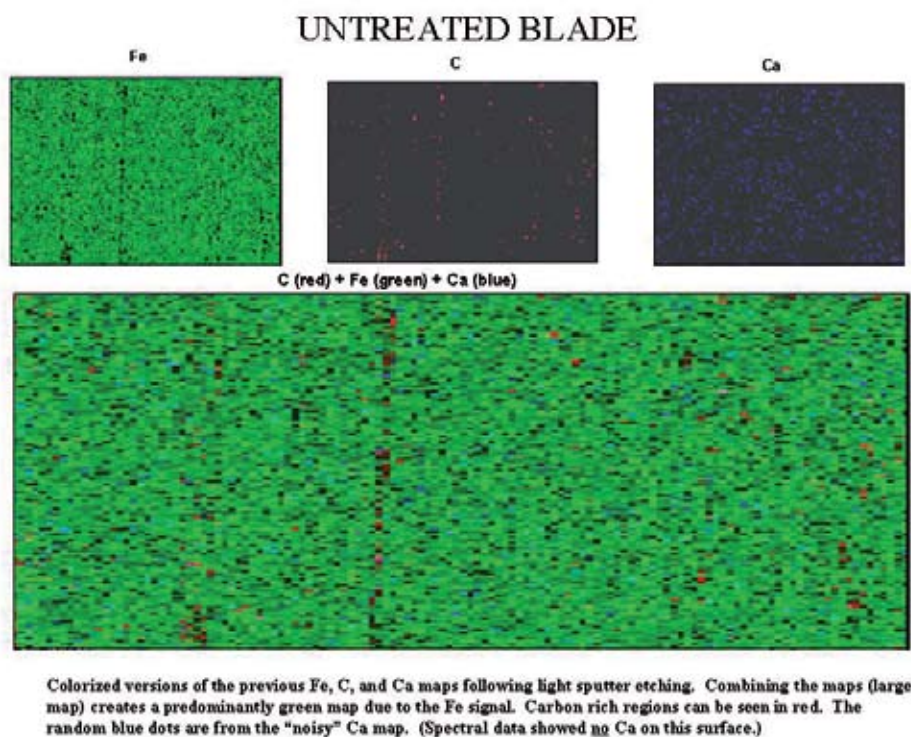 UNTREATED BLADE
Fe
C
Ca
C (red) + Fe (green) + Ca (blue)
Colorized versions of the previous Fe, C, and Ca maps following light sputter etching. Combining the maps (large
map) creates a predominantly green map due to the Fe signal. Carbon rich regions can be seen in red. The
random blue dots are from the “noisy” Ca map. (Spectral data showed no Ca on this surface.)